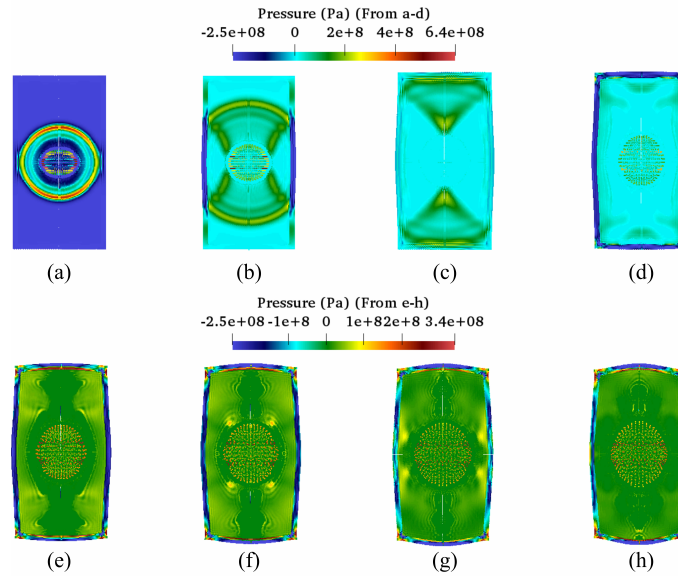 Pressure (Pa) (From a-d)
-2.5e+08 0 2e+8 4e+8 6.4e+08
(a) (b) (c) (d)
Pressure (Pa) (From e-h)
-2.5e+08 -1e+8 0 1e+82e+8 3.4e+08
(e) (f) (g) (h)